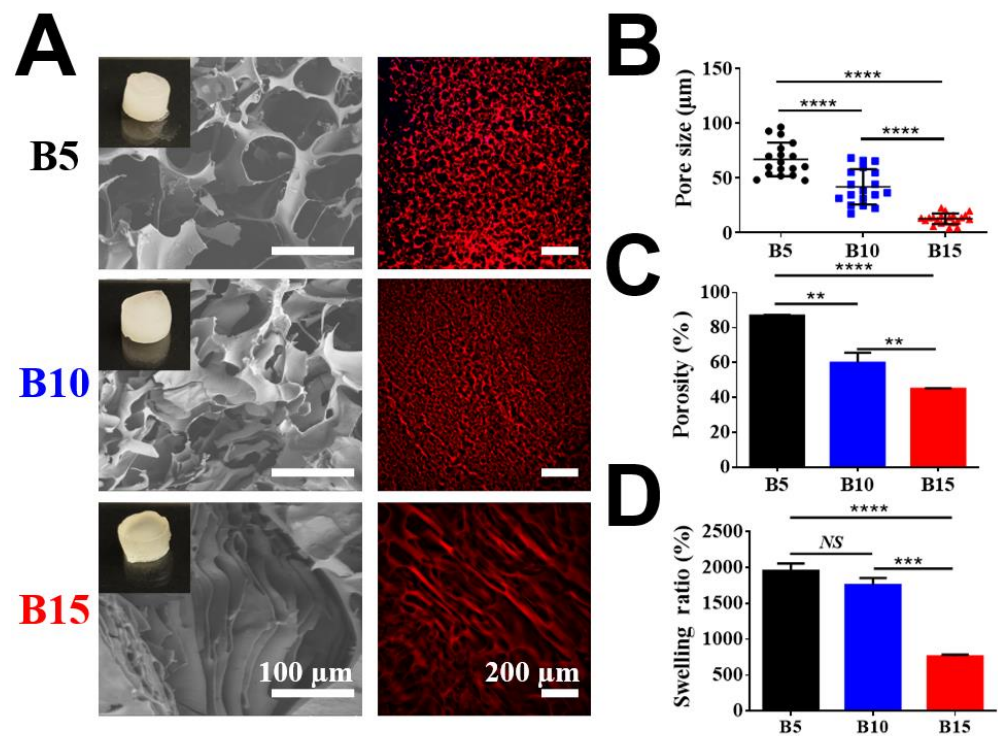 A
B5
B10
B15
100 µm
200 µm
B
Pore size (µm)
150
100
50
0
****
****
****
B5 B10 B15
C
Porosity (%)
100
80
60
40
20
0
****
**
**
B5 B10 B15
D
Swelling ratio (%)
2500
2000
1500
1000
500
0
****
NS
***
B5 B10 B15